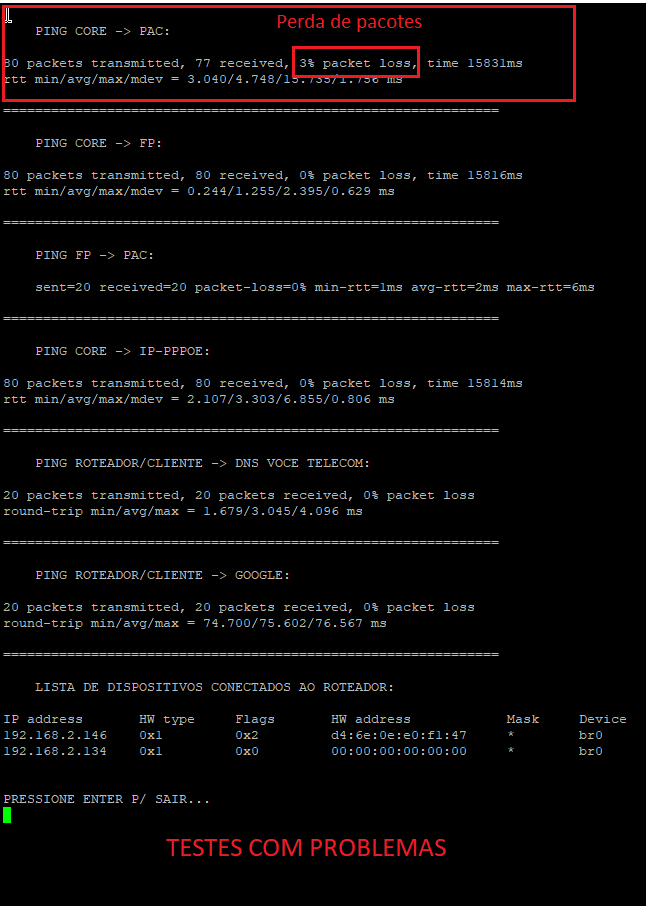 Perda de pacotes
PING CORE -> PAC:
80 packets transmitted, 77 received, 3% packet loss, time 15831ms
rtt min/avg/max/mdev = 3.040/4.748/15.735/1.756 ms
==============================================================
PING CORE -> FP:
80 packets transmitted, 80 received, 0% packet loss, time 15816ms
rtt min/avg/max/mdev = 0.244/1.255/2.395/0.629 ms
==============================================================
PING FP -> PAC:
sent=20 received=20 packet-loss=0% min-rtt=1ms avg-rtt=2ms max-rtt=6ms
==============================================================
PING CORE -> IP-PPPOE:
80 packets transmitted, 80 received, 0% packet loss, time 15814ms
rtt min/avg/max/mdev = 2.107/3.303/6.855/0.806 ms
==============================================================
PING ROTEADOR/CLIENTE -> DNS VOCE TELECOM:
20 packets transmitted, 20 packets received, 0% packet loss
round-trip min/avg/max = 1.679/3.045/4.096 ms
==============================================================
PING ROTEADOR/CLIENTE -> GOOGLE:
20 packets transmitted, 20 packets received, 0% packet loss
round-trip min/avg/max = 74.700/75.602/76.567 ms
==============================================================
LISTA DE DISPOSITIVOS CONECTADOS AO ROTEADOR:
IP address HW type Flags HW address Mask Device
192.168.2.146 0x1 0x2 d4:6e:0e:e0:f1:47 * br0
192.168.2.134 0x1 0x0 00:00:00:00:00:00 * br0
PRESSIONE ENTER P/ SAIR...
TESTES COM PROBLEMAS